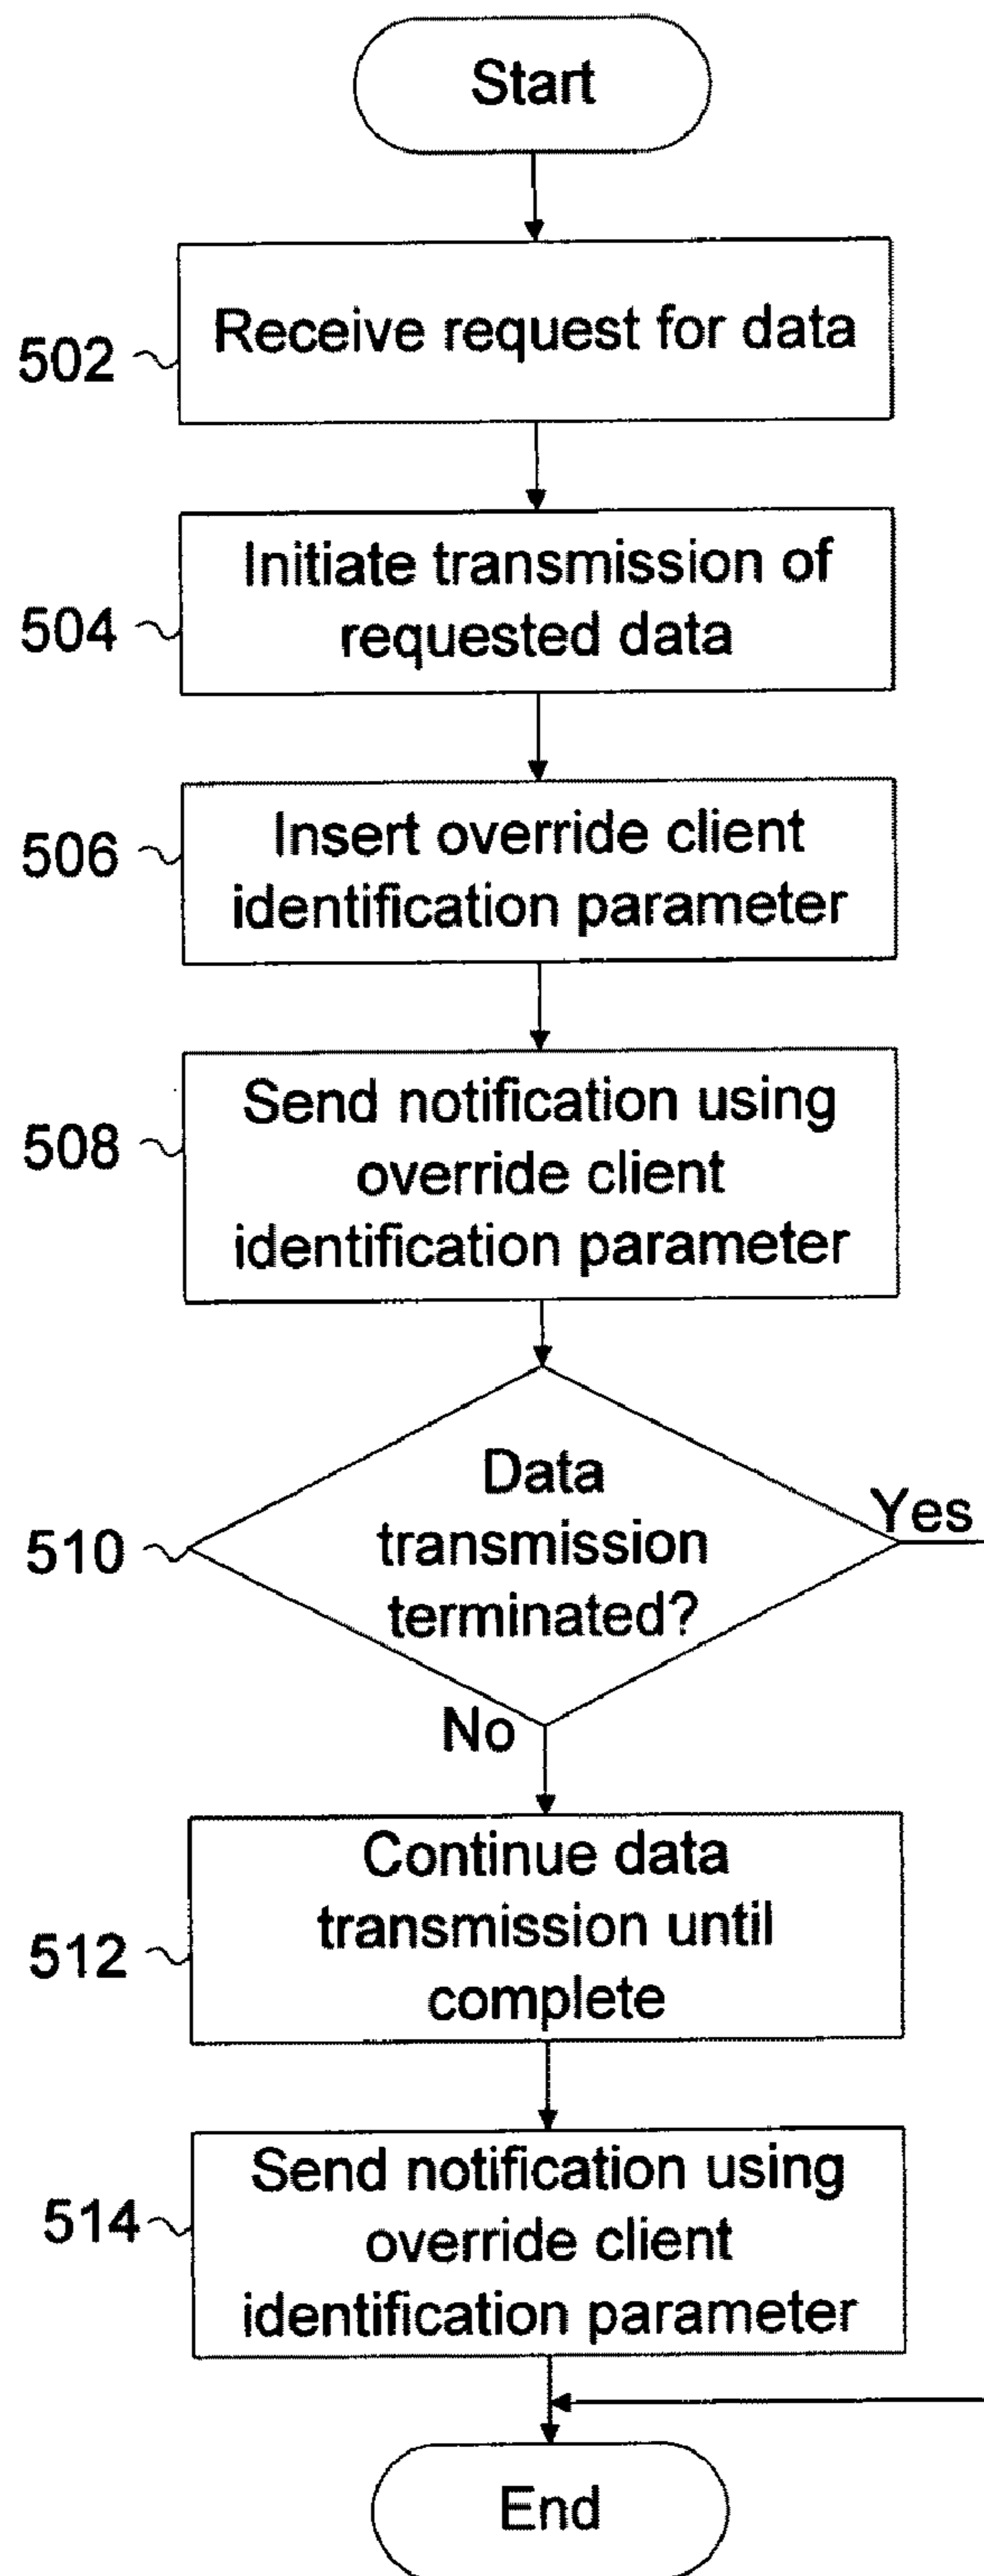 Start
502
Receive request for data
504
Initiate transmission of
requested data
506
Insert override client
identification parameter
508
Send notification using
override client
identification parameter
510
Data
transmission
terminated?
Yes
No
512
Continue data
transmission until
complete
514
Send notification using
override client
identification parameter
End